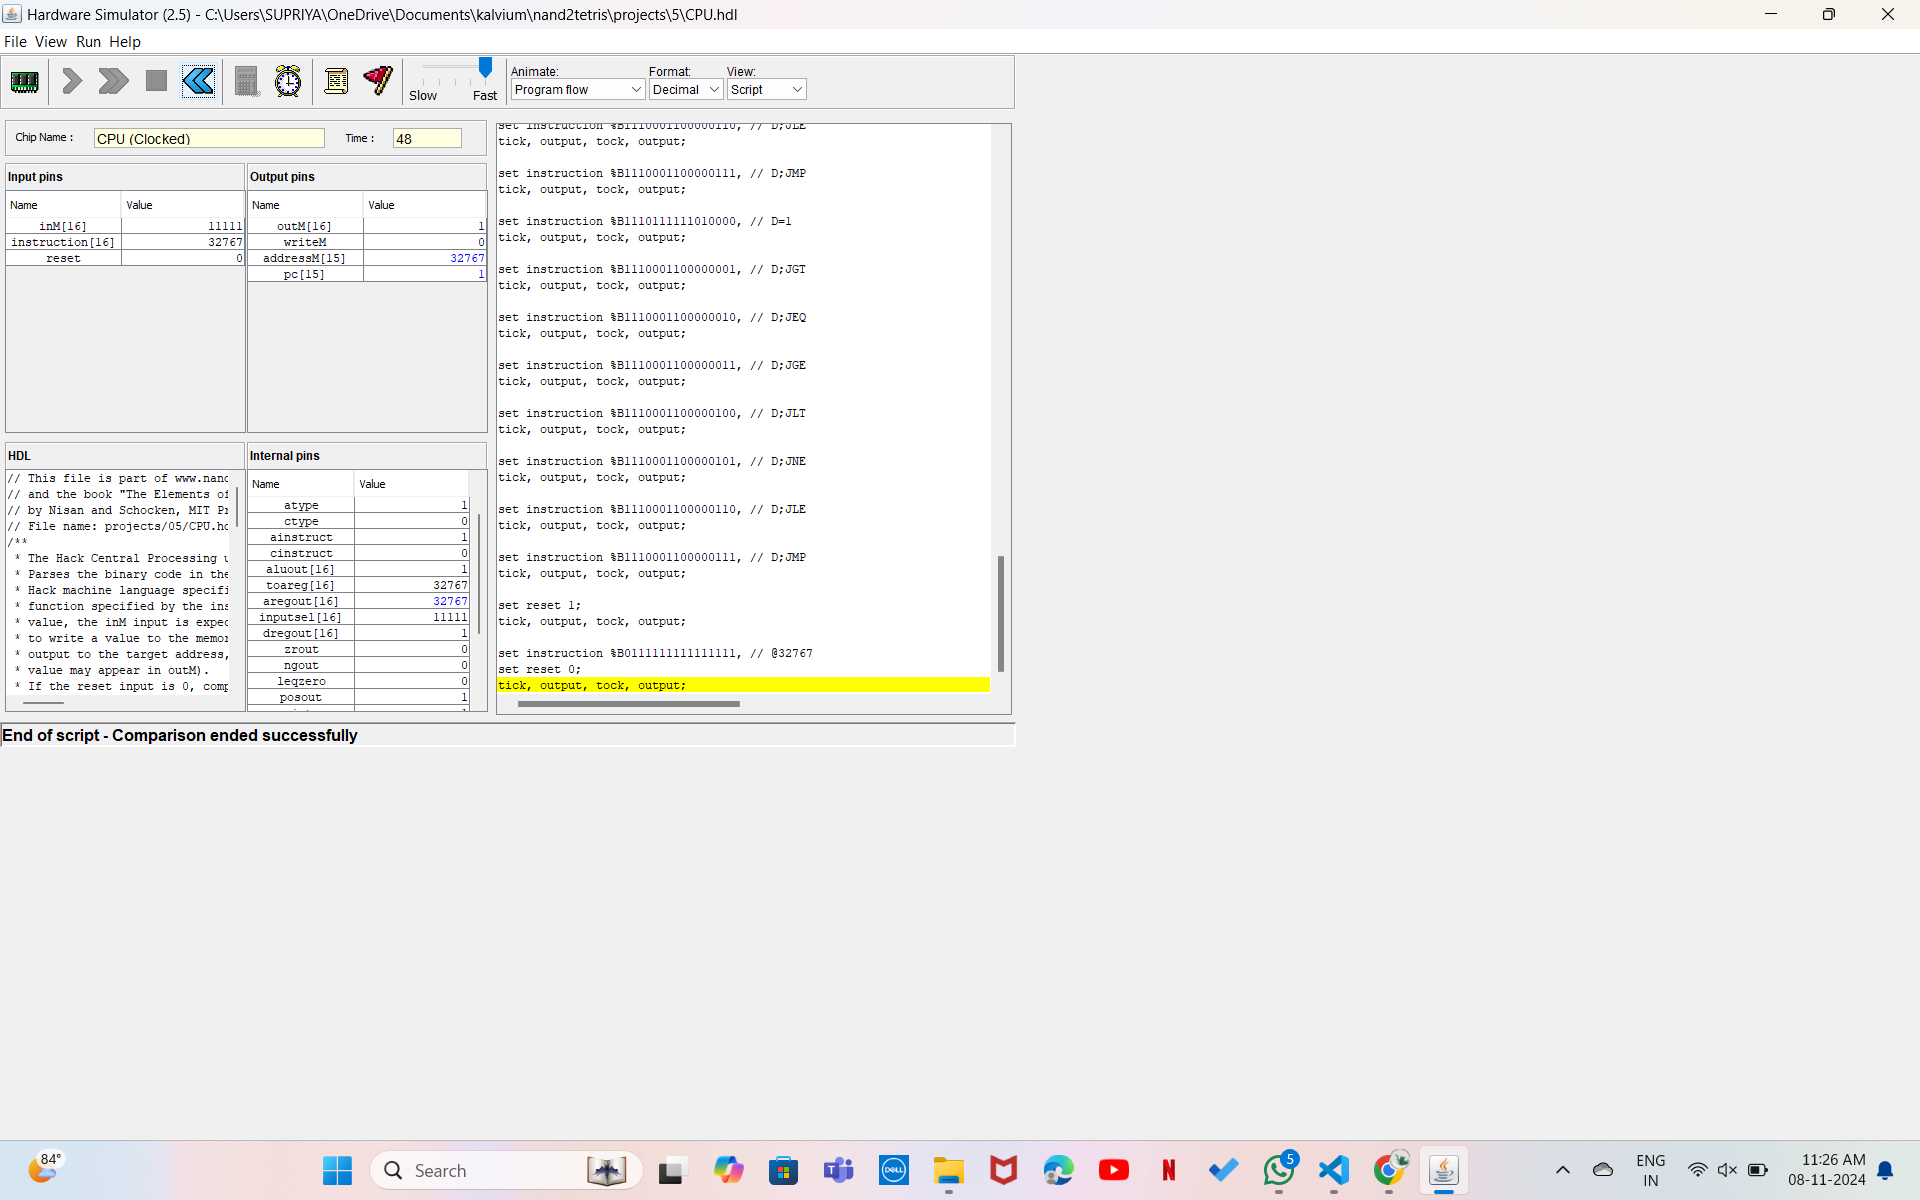 Hardware Simulator (2.5) - C:\Users\SUPRIYA\OneDrive\Documents\kalvium\nand2tetris\projects\5\CPU.hdl
File View Run Help
Slow Fast
Animate: Format: View:
Program flow Decimal Script
Chip Name : CPU (Clocked) Time : 48
Input pins
Name Value
inM[16] 11111
instruction[16] 32767
reset 0
Output pins
Name Value
outM[16] 1
writeM 0
addressM[15] 32767
pc[15] 1
HDL
// This file is part of www.nand
// and the book "The Elements of
// by Nisan and Schocken, MIT Pr
// File name: projects/05/CPU.hd
/**
* The Hack Central Processing u
* Parses the binary code in the
* Hack machine language specifi
* function specified by the ins
* value, the inM input is expec
* to write a value to the memor
* output to the target address,
* value may appear in outM).
* If the reset input is 0, comp
Internal pins
Name Value
atype 1
ctype 0
ainstruct 1
cinstruct 0
aluout[16] 1
toareg[16] 32767
aregout[16] 32767
inputsel[16] 11111
dregout[16] 1
zrout 0
ngout 0
leqzero 0
posout 1
set instruction %B1110001100000110, // D;JLE
tick, output, tock, output;
set instruction %B1110001100000111, // D;JMP
tick, output, tock, output;
set instruction %B1110111111010000, // D=1
tick, output, tock, output;
set instruction %B1110001100000001, // D;JGT
tick, output, tock, output;
set instruction %B1110001100000010, // D;JEQ
tick, output, tock, output;
set instruction %B1110001100000011, // D;JGE
tick, output, tock, output;
set instruction %B1110001100000100, // D;JLT
tick, output, tock, output;
set instruction %B1110001100000101, // D;JNE
tick, output, tock, output;
set instruction %B1110001100000110, // D;JLE
tick, output, tock, output;
set instruction %B1110001100000111, // D;JMP
tick, output, tock, output;
set reset 1;
tick, output, tock, output;
set instruction %B0111111111111111, // @32767
set reset 0;
tick, output, tock, output;
End of script - Comparison ended successfully
84°
Search
DELL
N
5
ENG
IN
11:26 AM
08-11-2024